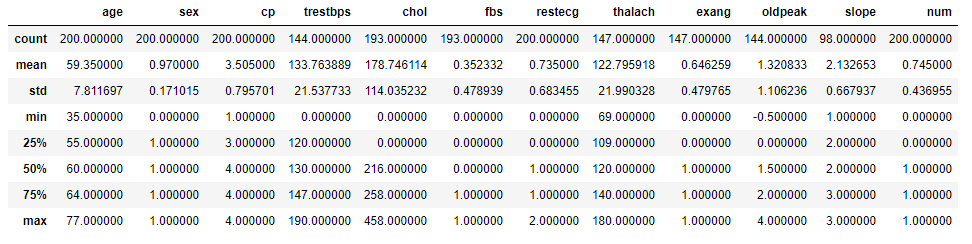 age sex cp trestbps chol fbs restecg thalach exang oldpeak slope num
count 200.000000 200.000000 200.000000 144.000000 193.000000 193.000000 200.000000 147.000000 147.000000 144.000000 98.000000 200.000000
mean 59.350000 0.970000 3.505000 133.763889 178.746114 0.352332 0.735000 122.795918 0.646259 1.320833 2.132653 0.745000
std 7.811697 0.171015 0.795701 21.537733 114.035232 0.478939 0.683455 21.990328 0.479765 1.106236 0.667937 0.436955
min 35.000000 0.000000 1.000000 0.000000 0.000000 0.000000 0.000000 69.000000 0.000000 -0.500000 1.000000 0.000000
25% 55.000000 1.000000 3.000000 120.000000 0.000000 0.000000 0.000000 109.000000 0.000000 0.000000 2.000000 0.000000
50% 60.000000 1.000000 4.000000 130.000000 216.000000 0.000000 1.000000 120.000000 1.000000 1.500000 2.000000 1.000000
75% 64.000000 1.000000 4.000000 147.000000 258.000000 1.000000 1.000000 140.000000 1.000000 2.000000 3.000000 1.000000
max 77.000000 1.000000 4.000000 190.000000 458.000000 1.000000 2.000000 180.000000 1.000000 4.000000 3.000000 1.000000